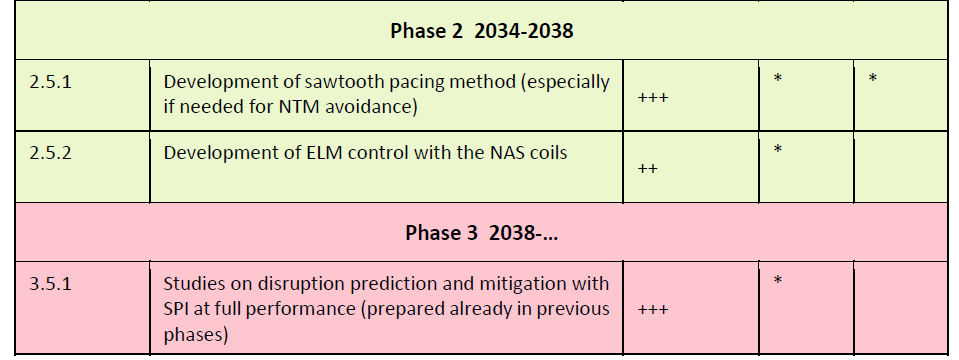 Phase 2 2034-2038
2.5.1 Development of sawtooth pacing method (especially if needed for NTM avoidance) +++ * *
2.5.2 Development of ELM control with the NAS coils ++ *
Phase 3 2038-...
3.5.1 Studies on disruption prediction and mitigation with SPI at full performance (prepared already in previous phases) +++ *